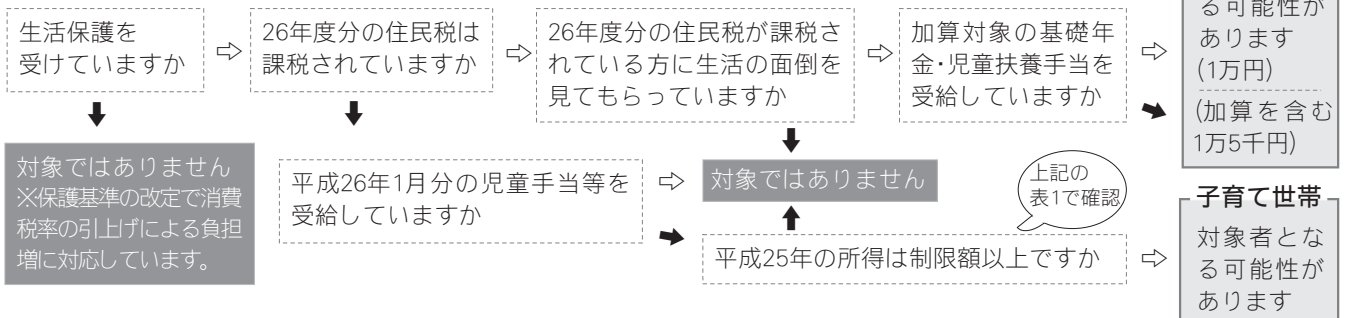 生活保護を
受けていますか
26年度分の住民税は
課税されていますか
26年度分の住民税が課税さ
れている方に生活の面倒を
見てもらっていますか
加算対象の基礎年
金・児童扶養手当を
受給していますか
る可能性が
あります
(1万円)
(加算を含む
1万5千円)
対象ではありません
※保護基準の改定で消費
税率の引上げによる負担
増に対応しています。
平成26年1月分の児童手当等を
受給していますか
対象ではありません
上記の
表1で確認
平成25年の所得は制限額以上ですか
子育て世帯
対象者とな
る可能性が
あります